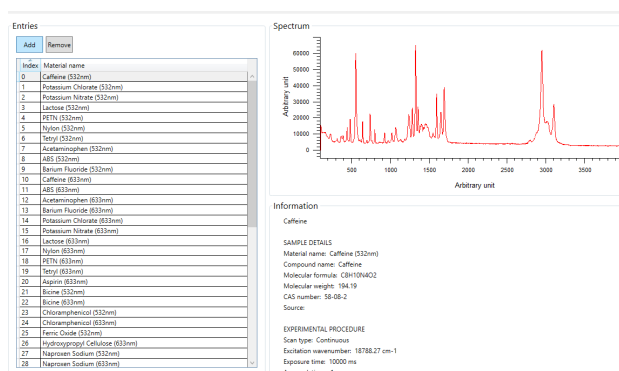 Entries
Add Remove
Index Material name
0 Caffeine (532nm)
1 Potassium Chlorate (532nm)
2 Potassium Nitrate (532nm)
3 Lactose (532nm)
4 PETN (532nm)
5 Nylon (532nm)
6 Tetryl (532nm)
7 Acetaminophen (532nm)
8 ABS (532nm)
9 Barium Fluoride (532nm)
10 Caffeine (633nm)
11 ABS (633nm)
12 Acetaminophen (633nm)
13 Barium Fluoride (633nm)
14 Potassium Chlorate (633nm)
15 Potassium Nitrate (633nm)
16 Lactose (633nm)
17 Nylon (633nm)
18 PETN (633nm)
19 Tetryl (633nm)
20 Aspirin (633nm)
21 Bicine (532nm)
22 Bicine (633nm)
23 Chloramphenicol (532nm)
24 Chloramphenicol (633nm)
25 Ferric Oxide (532nm)
26 Hydroxypropyl Cellulose (633nm)
27 Naproxen Sodium (532nm)
28 Naproxen Sodium (633nm)
Spectrum
Arbitrary unit
60000
50000
40000
30000
20000
10000
0
500 1000 1500 2000 2500 3000 3500
Arbitrary unit
Information
Caffeine
SAMPLE DETAILS
Material name: Caffeine (532nm)
Compound name: Caffeine
Molecular formula: C8H10N4O2
Molecular weight: 194.19
CAS number: 58-08-2
Source:
EXPERIMENTAL PROCEDURE
Scan type: Continuous
Excitation wavenumber: 18788.27 cm-1
Exposure time: 10000 ms